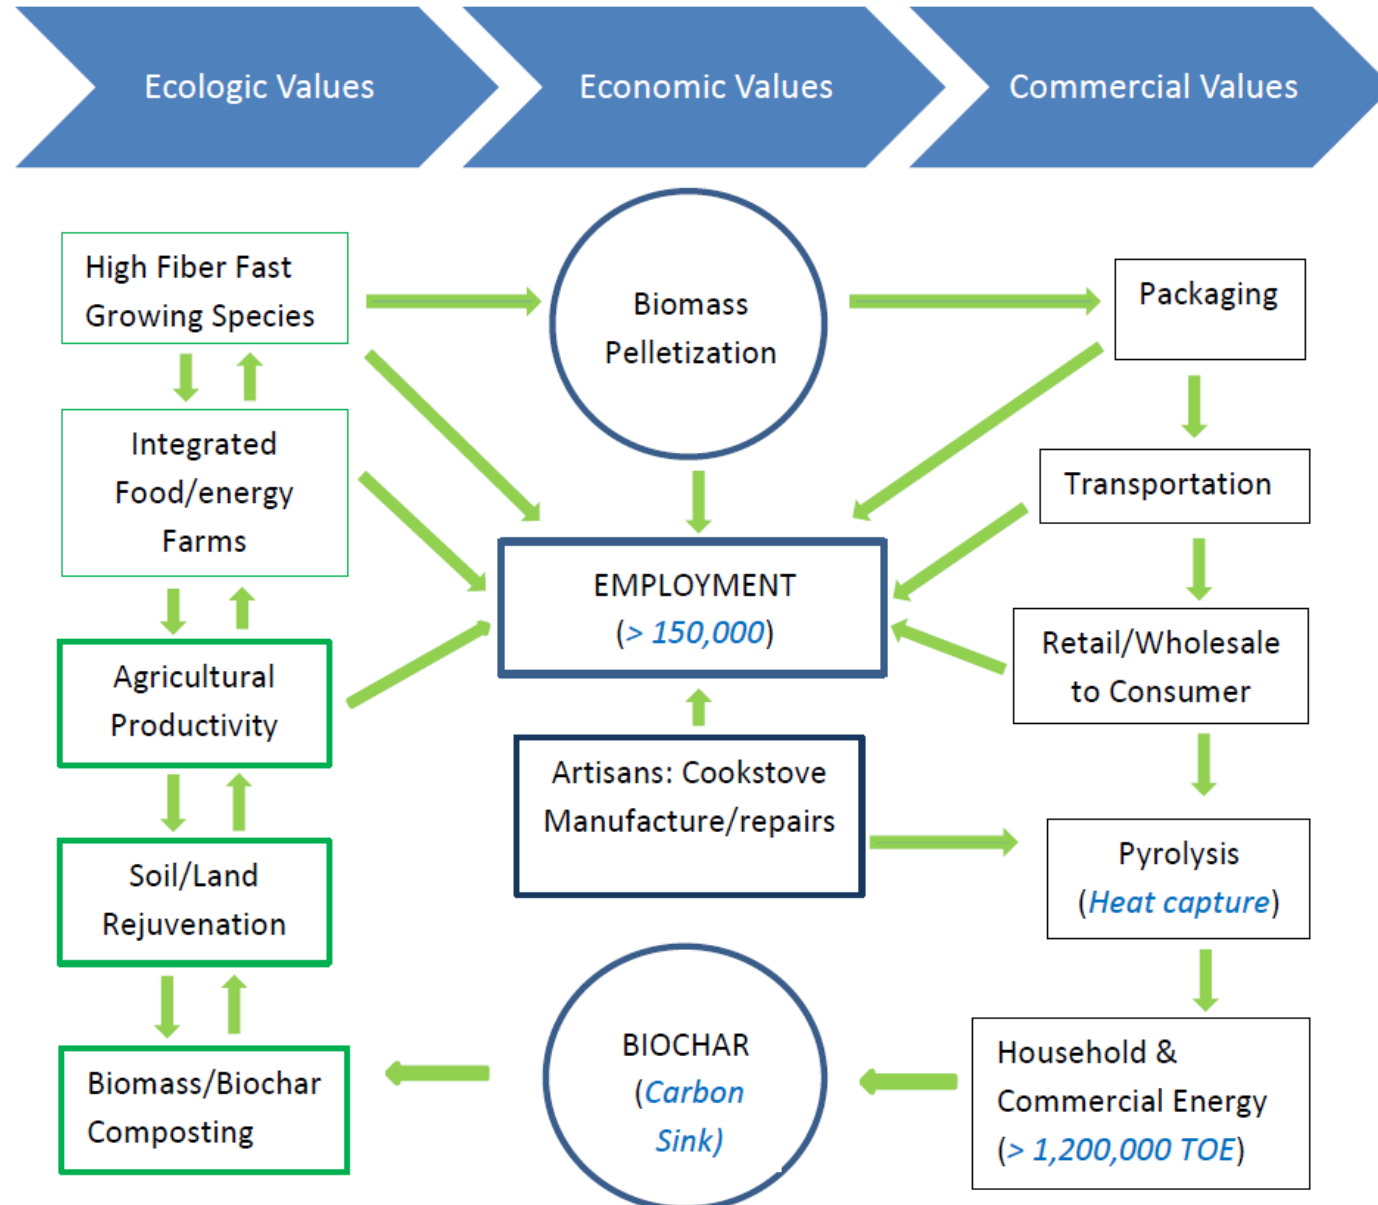 Ecologic Values
Economic Values
Commercial Values
High Fiber Fast
Growing Species
Biomass
Pelletization
Packaging
Integrated
Food/energy
Farms
Transportation
EMPLOYMENT
(> 150,000)
Agricultural
Productivity
Retail/Wholesale
to Consumer
Artisans: Cookstove
Manufacture/repairs
Soil/Land
Rejuvenation
Pyrolysis
(Heat capture)
BIOCHAR
(Carbon
Sink)
Biomass/Biochar
Composting
Household &
Commercial Energy
(> 1,200,000 TOE)